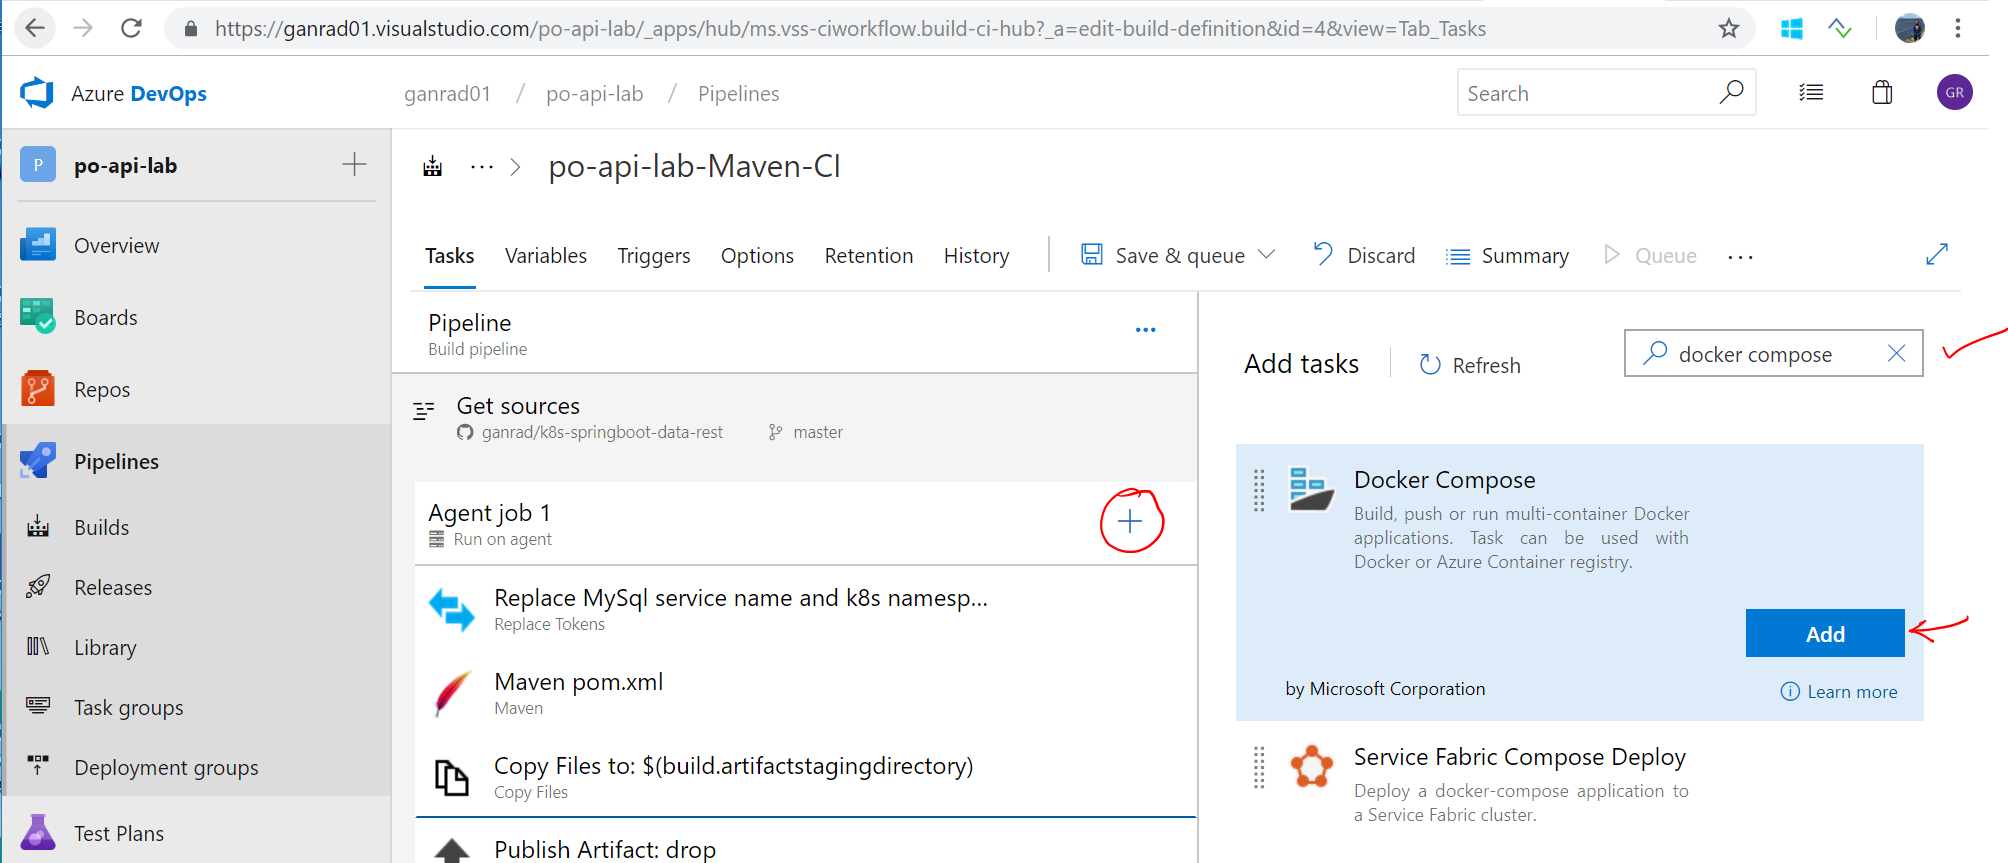 https://ganrad01.visualstudio.com/po-api-lab/_apps/hub/ms.vss-ciworkflow.build-ci-hub?_a=edit-build-definition&id=4&view=Tab_Tasks
Azure DevOps
ganrad01 / po-api-lab / Pipelines
Search
GR
P
po-api-lab
Overview
Boards
Repos
Pipelines
Builds
Releases
Library
Task groups
Deployment groups
Test Plans
... > po-api-lab-Maven-CI
Tasks Variables Triggers Options Retention History Save & queue Discard Summary Queue ...
Pipeline
Build pipeline
...
Get sources
ganrad/k8s-springboot-data-rest master
Agent job 1
Run on agent
Replace MySql service name and k8s namesp...
Replace Tokens
Maven pom.xml
Maven
Copy Files to: $(build.artifactstagingdirectory)
Copy Files
Publish Artifact: drop
Add tasks Refresh docker compose
Docker Compose
Build, push or run multi-container Docker
applications. Task can be used with
Docker or Azure Container registry.
Add
by Microsoft Corporation Learn more
Service Fabric Compose Deploy
Deploy a docker-compose application to
a Service Fabric cluster.